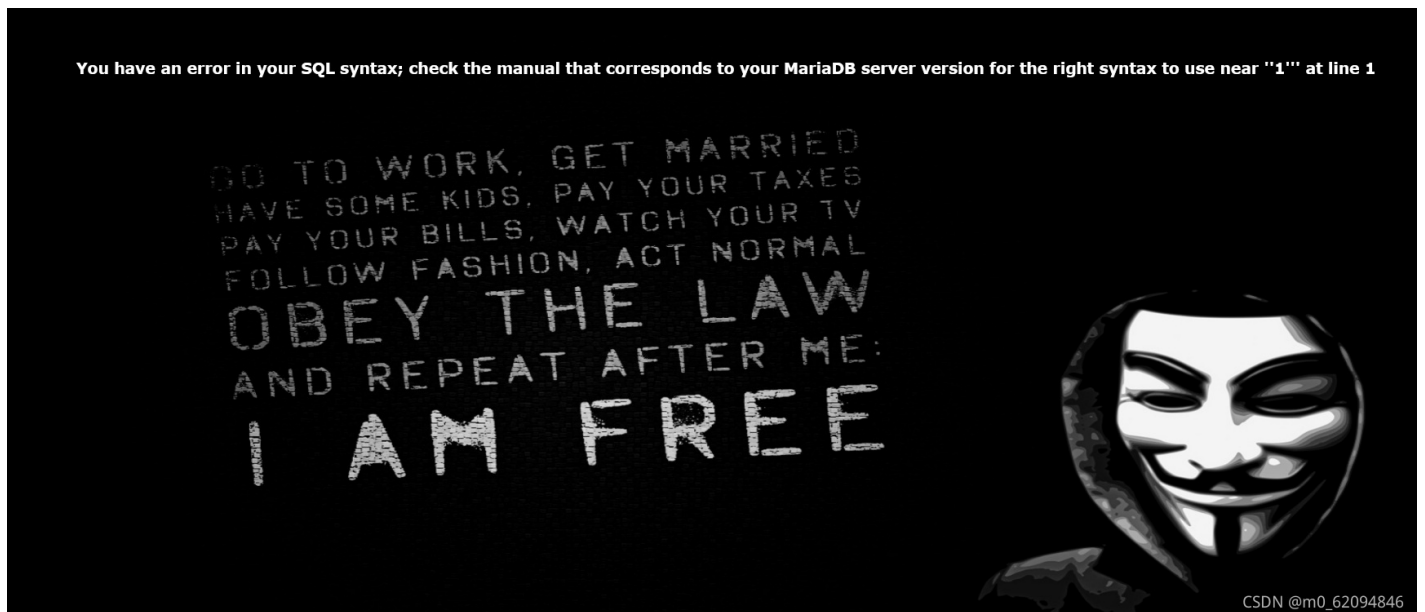 You have an error in your SQL syntax; check the manual that corresponds to your MariaDB server version for the right syntax to use near ''1''' at line 1
GO TO WORK, GET MARRIED
HAVE SOME KIDS, PAY YOUR TAXES
PAY YOUR BILLS, WATCH YOUR TV
FOLLOW FASHION, ACT NORMAL
OBEY THE LAW
AND REPEAT AFTER ME:
I AM FREE
CSDN @m0_62094846